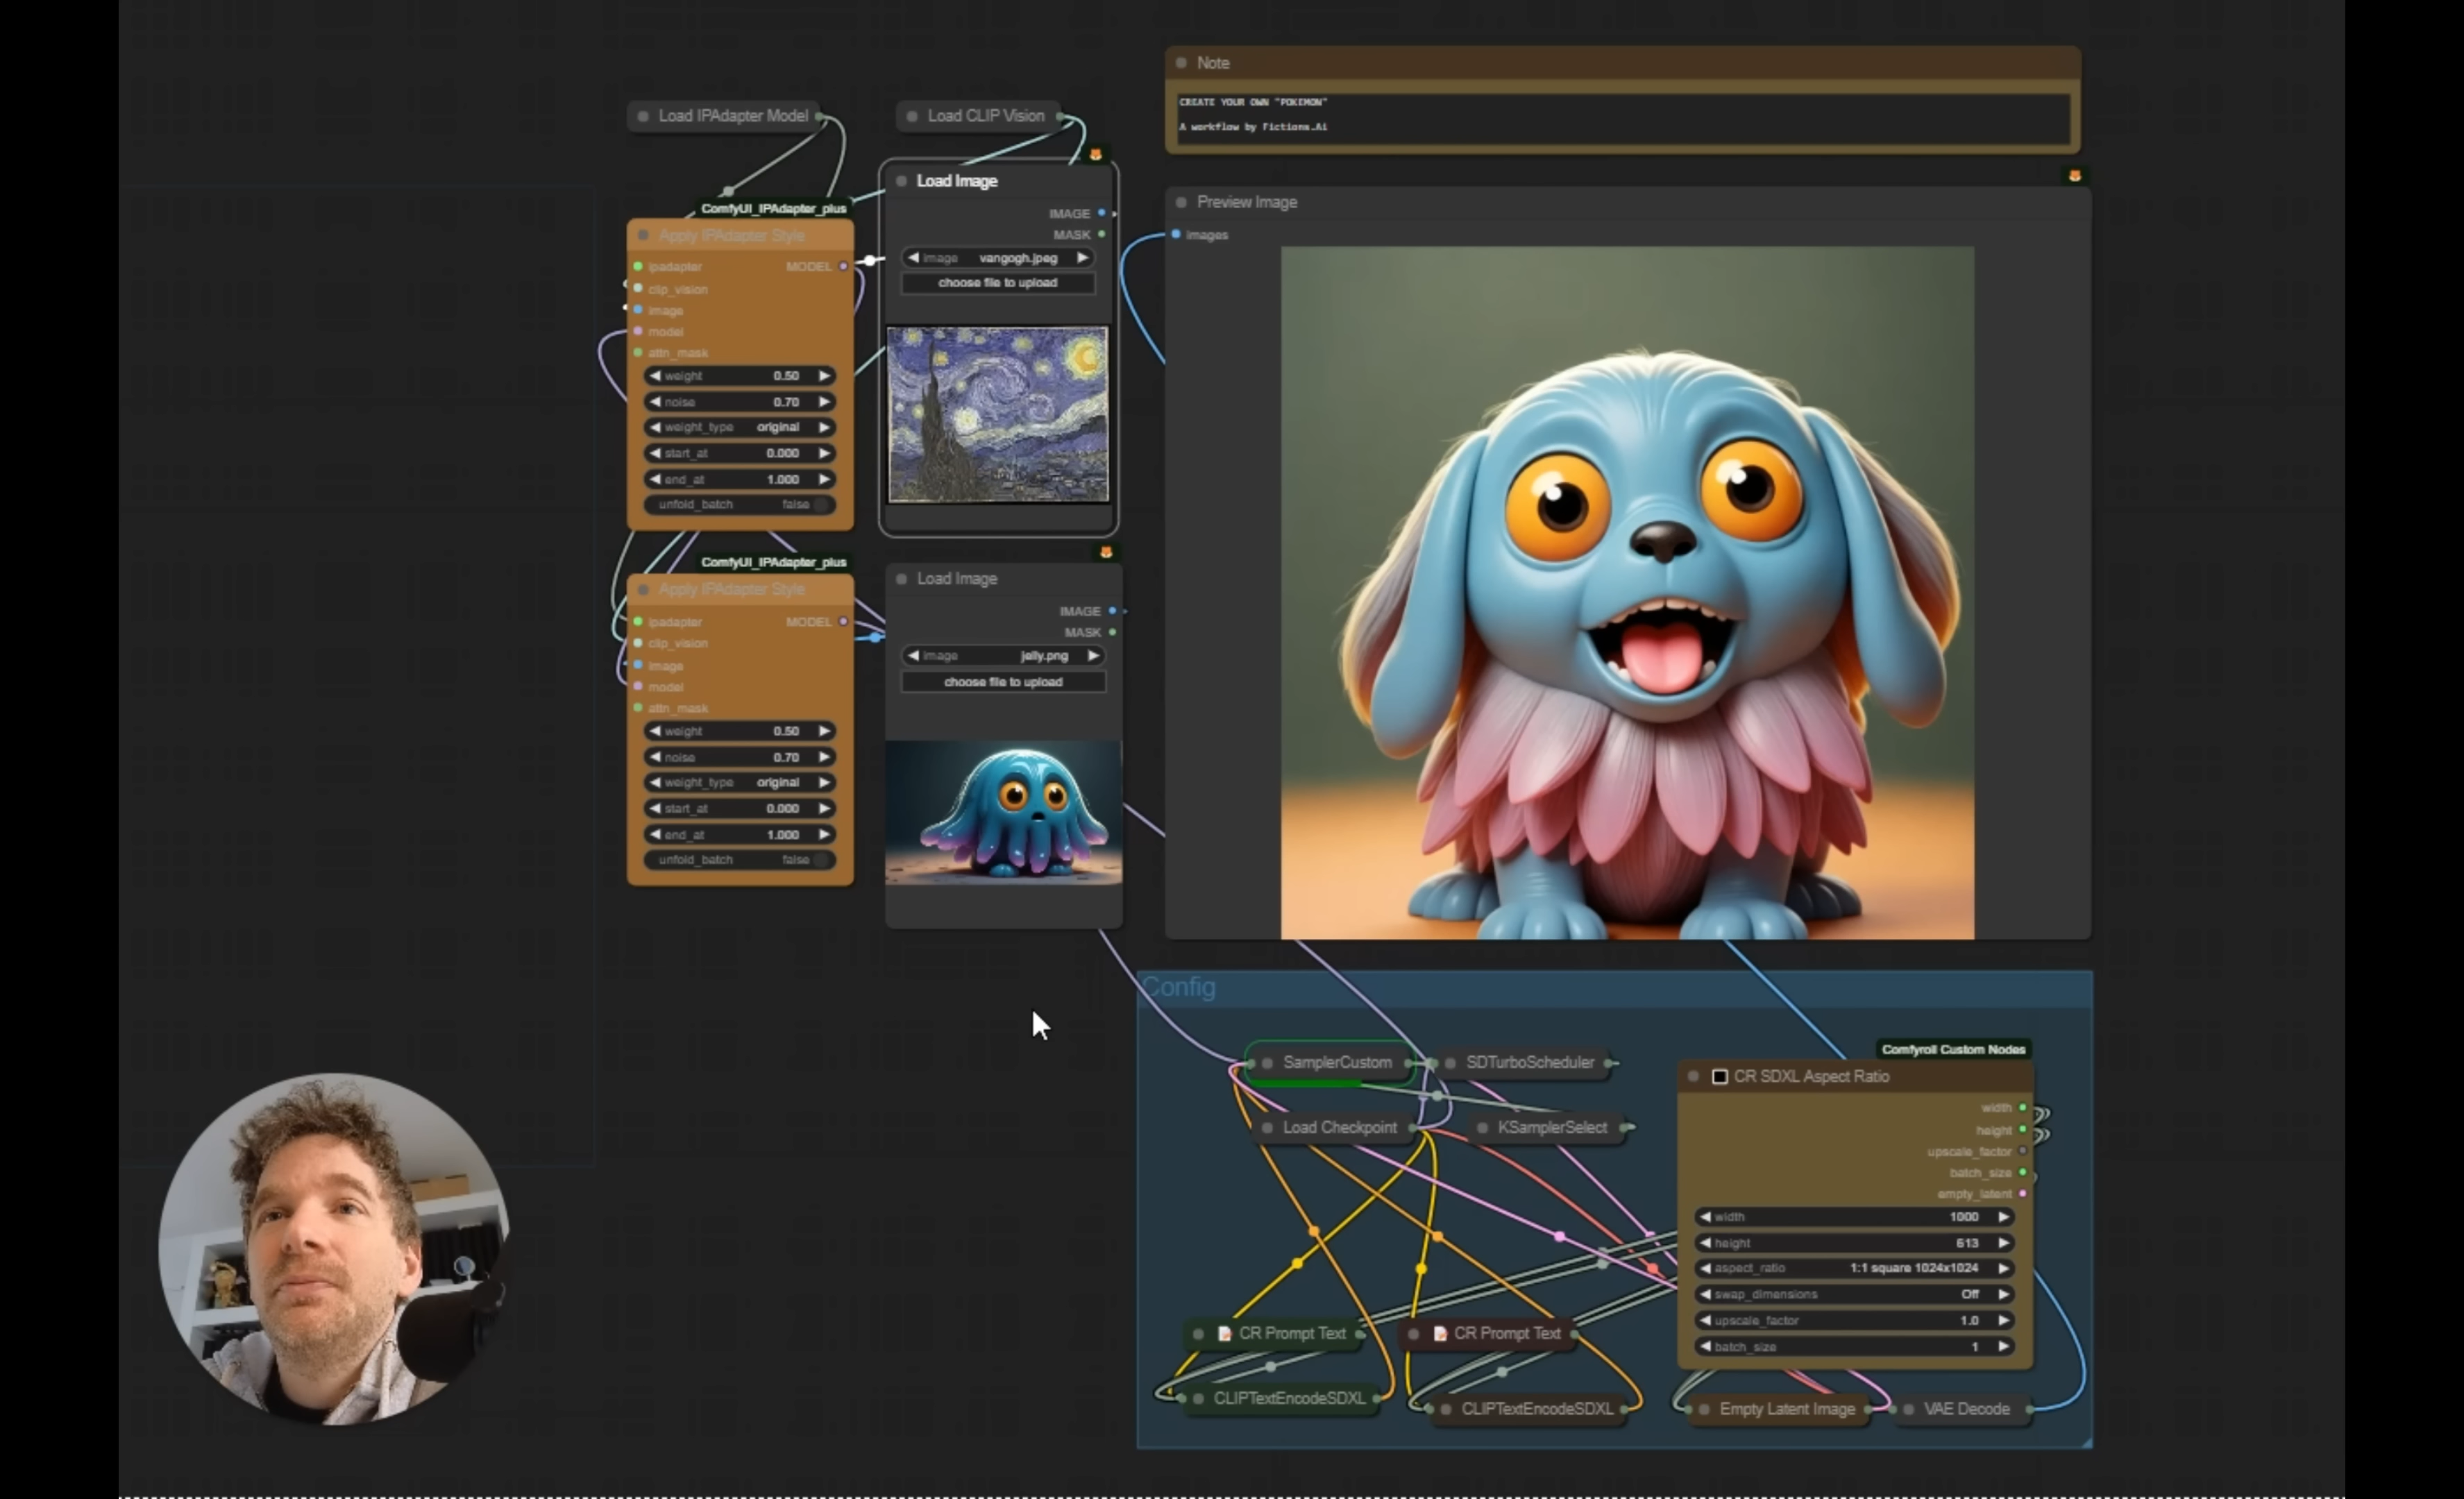 Note
CREATE YOUR OWN "POKEMON"
A workflow by Fictions.Ai
Load IPAdapter Model
Load CLIP Vision
ComfyUI_IPAdapter_plus
Apply IPAdapter Style
ipadapter MODEL
clip_vision
image
model
attn_mask
weight 0.50
noise 0.70
weight_type original
start_at 0.000
end_at 1.000
unfold_batch false
Load Image
IMAGE
MASK
image vangogh.jpeg
choose file to upload
Preview Image
images
ComfyUI_IPAdapter_plus
Apply IPAdapter Style
ipadapter MODEL
clip_vision
image
model
attn_mask
weight 0.50
noise 0.70
weight_type original
start_at 0.000
end_at 1.000
unfold_batch false
Load Image
IMAGE
MASK
image jelly.png
choose file to upload
Config
SamplerCustom
SDTurboScheduler
Load Checkpoint
KSamplerSelect
CR Prompt Text
CR Prompt Text
CLIPTextEncodeSDXL
CLIPTextEncodeSDXL
Comfyroll Custom Nodes
CR SDXL Aspect Ratio
width
height
upscale_factor
batch_size
empty_latent
width 1000
height 613
aspect_ratio 1:1 square 1024x1024
swap_dimensions Off
upscale_factor 1.0
batch_size 1
Empty Latent Image
VAE Decode